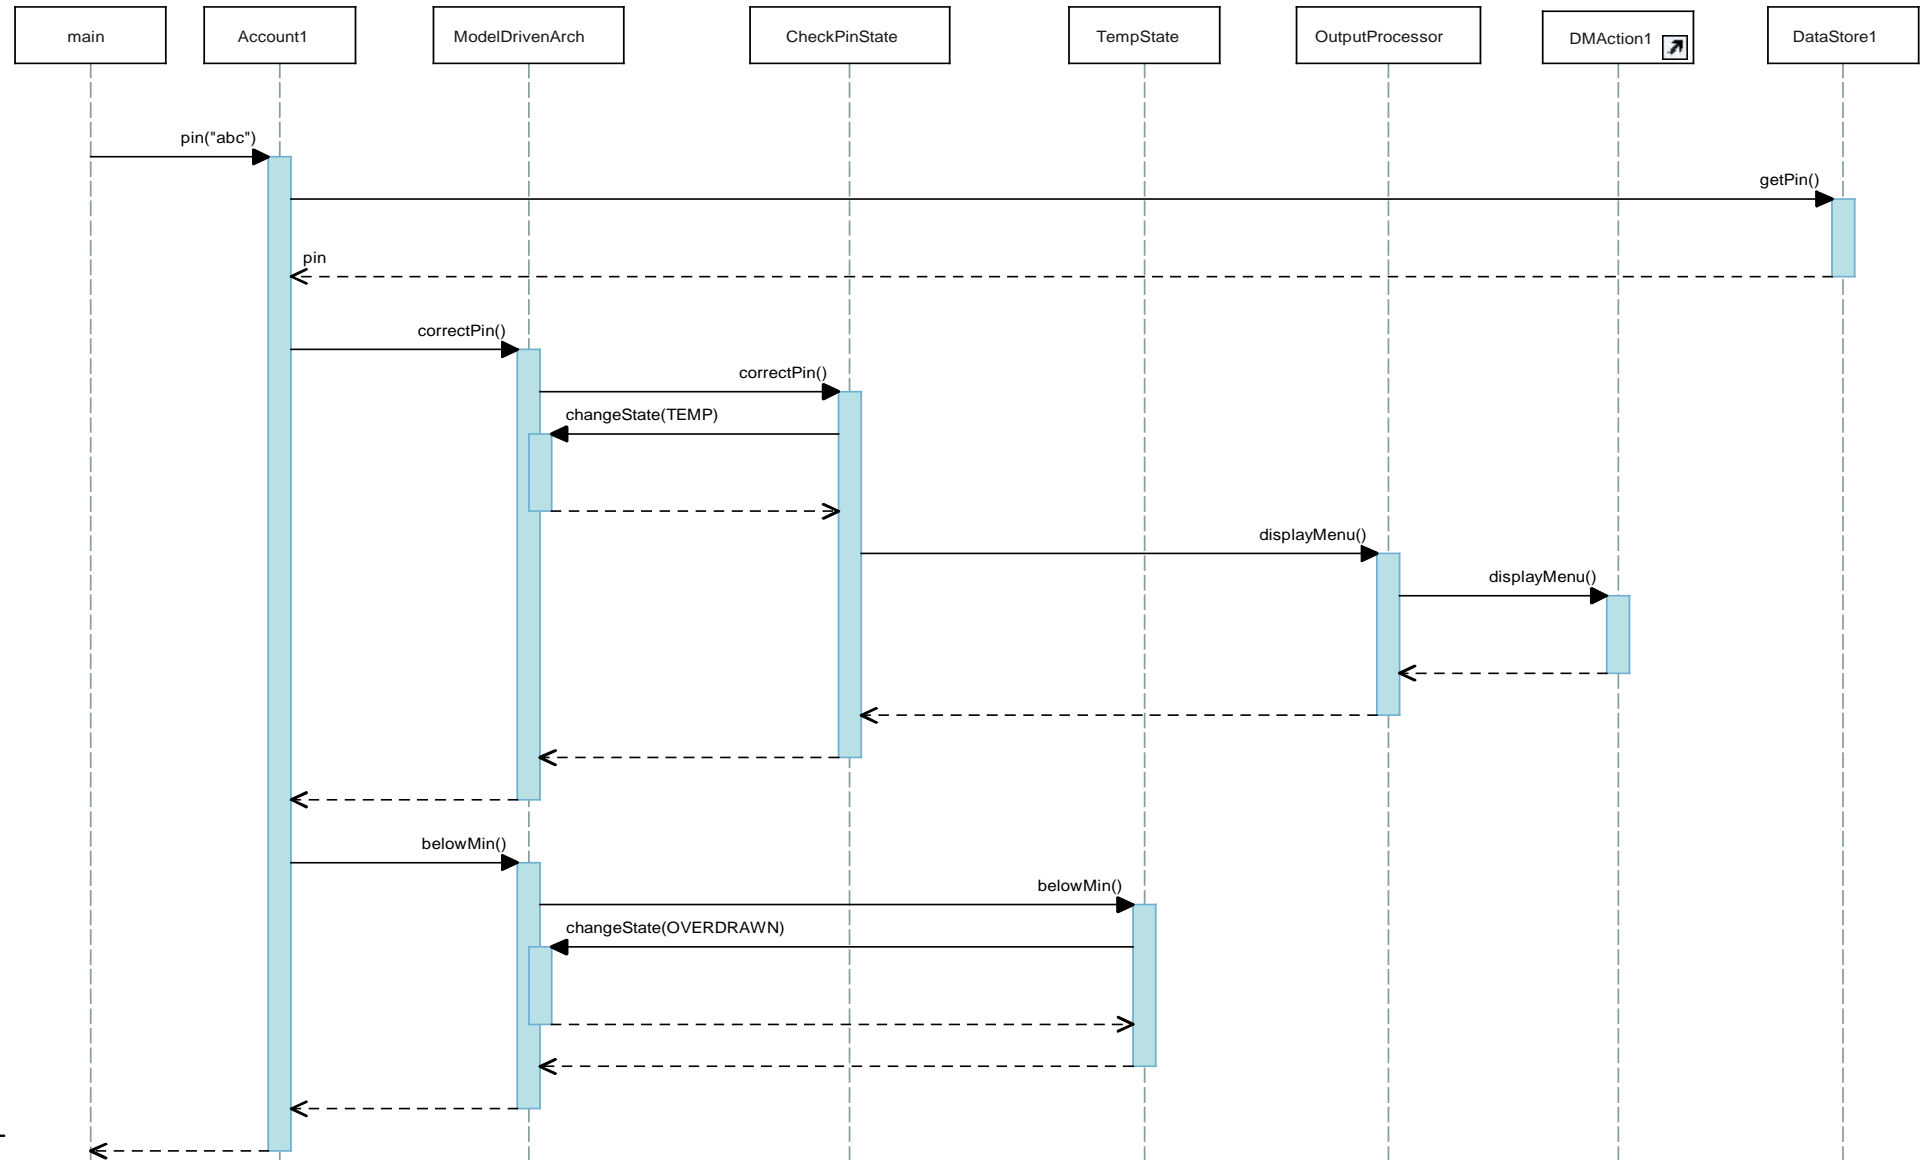 main
Account1
ModelDrivenArch
CheckPinState
TempState
OutputProcessor
DMAction1
DataStore1
pin("abc")
getPin()
pin
correctPin()
correctPin()
changeState(TEMP)
displayMenu()
displayMenu()
belowMin()
belowMin()
changeState(OVERDRAWN)